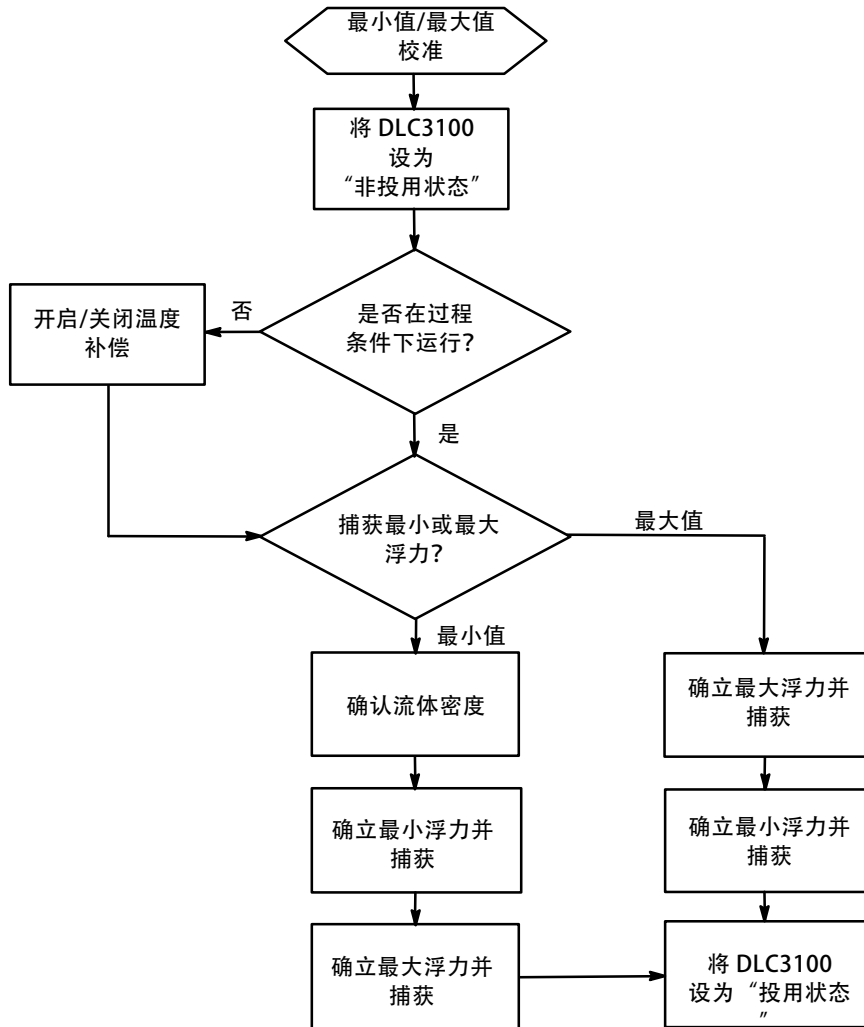 最小值/最大值
校准
将 DLC3100
设为
“非投用状态”
是否在过程
条件下运行?
否
开启/关闭温度
补偿
是
捕获最小或最大
浮力?
最大值
最小值
确认流体密度
确立最大浮力并
捕获
确立最小浮力并
捕获
确立最小浮力并
捕获
确立最大浮力并
捕获
将 DLC3100
设为“投用状态
”